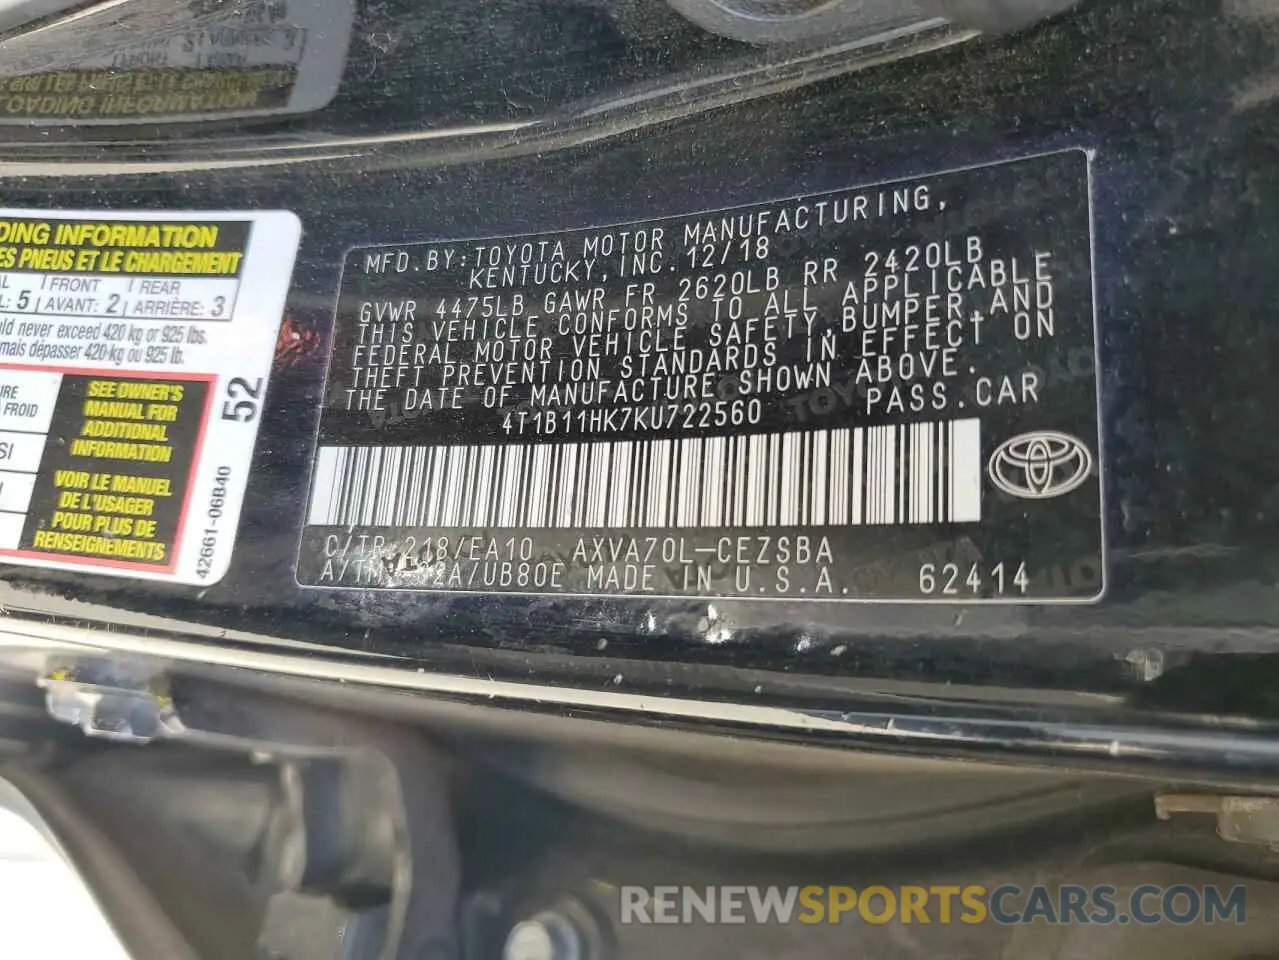 DING INFORMATION
ES PNEUS ET LE CHARGEMENT
FRONT REAR
: 5 AVANT: 2 ARRIÈRE: 3
uld never exceed 420 kg or 925 lbs.
mais dépasser 420 kg ou 925 lb.
FROID
SEE OWNER'S
MANUAL FOR
ADDITIONAL
INFORMATION
VOIR LE MANUEL
DE L'USAGER
POUR PLUS DE
RENSEIGNEMENTS
52
42661-06B40
MFD. BY: TOYOTA MOTOR MANUFACTURING,
KENTUCKY, INC. 12/18
GVWR 4475LB GAWR FR 2620LB RR 2420LB
THIS VEHICLE CONFORMS TO ALL APPLICABLE
FEDERAL MOTOR VEHICLE SAFETY, BUMPER, AND
THEFT PREVENTION STANDARDS IN EFFECT ON
THE DATE OF MANUFACTURE SHOWN ABOVE.
4T1B11HK7KU722560 PASS. CAR
C/TR 218/EA10 AXVA70L-CEZSBA
A/TM 2A/UB80E MADE IN U.S.A. 62414
RENEWSPORTSCARS.COM